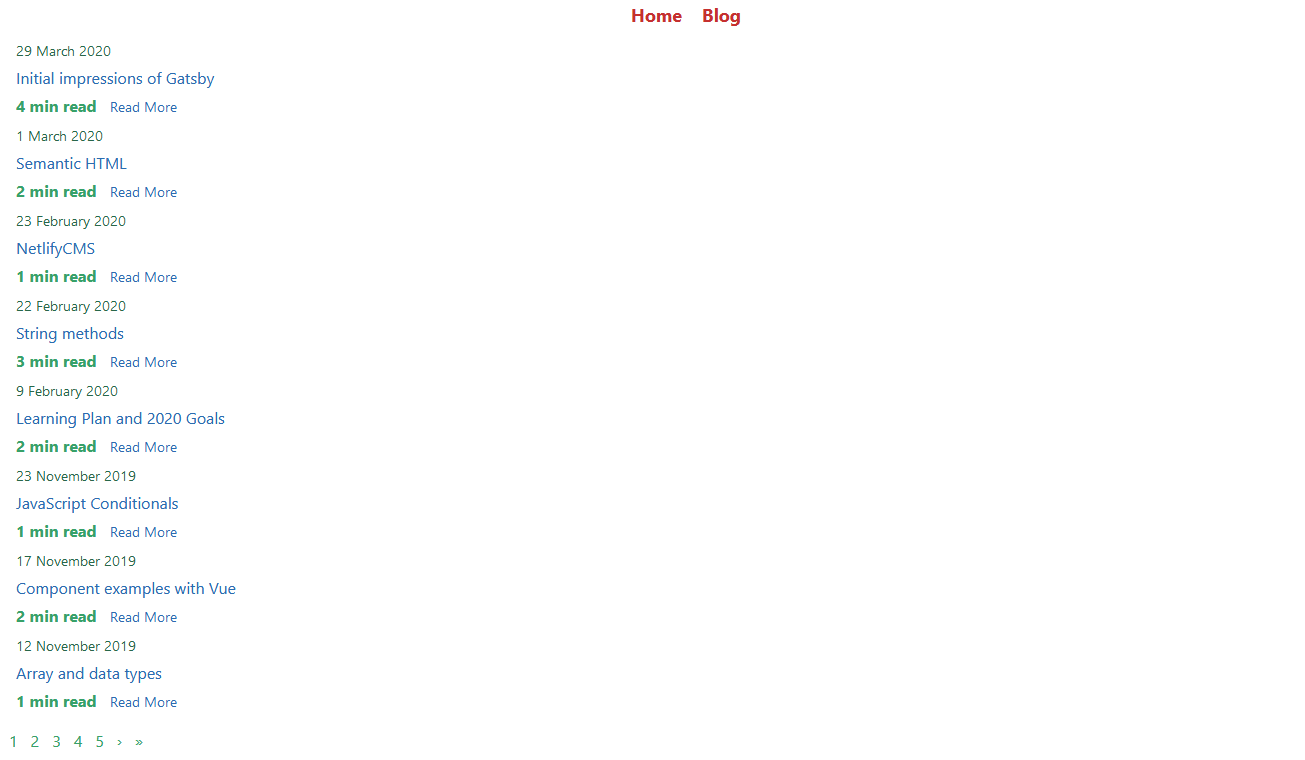 Home Blog
29 March 2020
Initial impressions of Gatsby
4 min read Read More
1 March 2020
Semantic HTML
2 min read Read More
23 February 2020
NetlifyCMS
1 min read Read More
22 February 2020
String methods
3 min read Read More
9 February 2020
Learning Plan and 2020 Goals
2 min read Read More
23 November 2019
JavaScript Conditionals
1 min read Read More
17 November 2019
Component examples with Vue
2 min read Read More
12 November 2019
Array and data types
1 min read Read More
1 2 3 4 5 › »